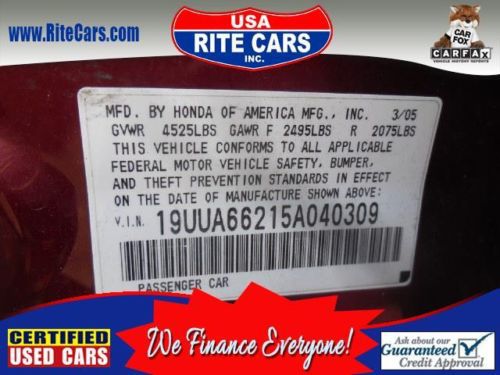 www.RiteCars.com
USA
RITE CARS
INC.
CAR
FOX
CARFAX
VEHICLE HISTORY REPORTS
MFD. BY HONDA OF AMERICA MFG., INC. 3/05
GVWR 4525LBS GAWR F 2495LBS R 2075LBS
THIS VEHICLE CONFORMS TO ALL APPLICABLE
FEDERAL MOTOR VEHICLE SAFETY, BUMPER,
AND THEFT PREVENTION STANDARDS IN EFFECT
ON THE DATE OF MANUFACTURE SHOWN ABOVE:
V.I.N. 19UUA66215A040309
PASSENGER CAR
CERTIFIED
USED CARS
We Finance Everyone!
Ask about our
Guaranteed
Credit Approval